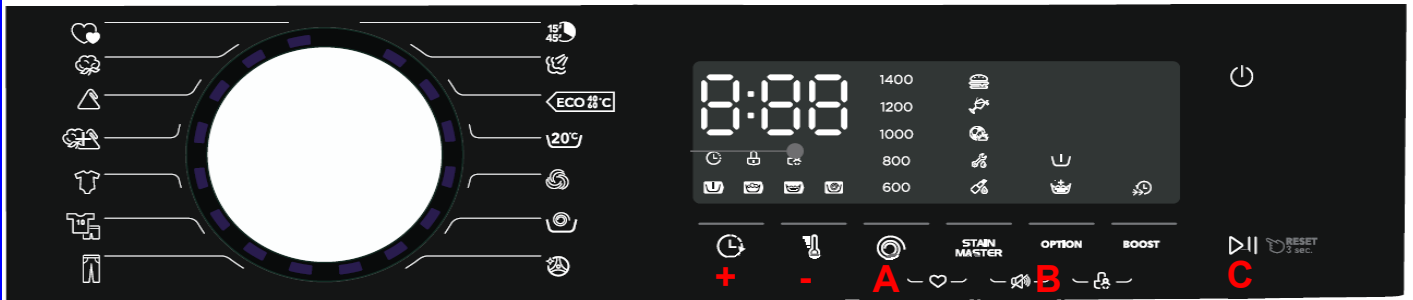 15'
45'
ECO 40 60 °C
20°C
10
8:88
1400
1200
1000
800
600
STAIN
MASTER
OPTION
BOOST
RESET
3 sec.
+
-
A
B
C